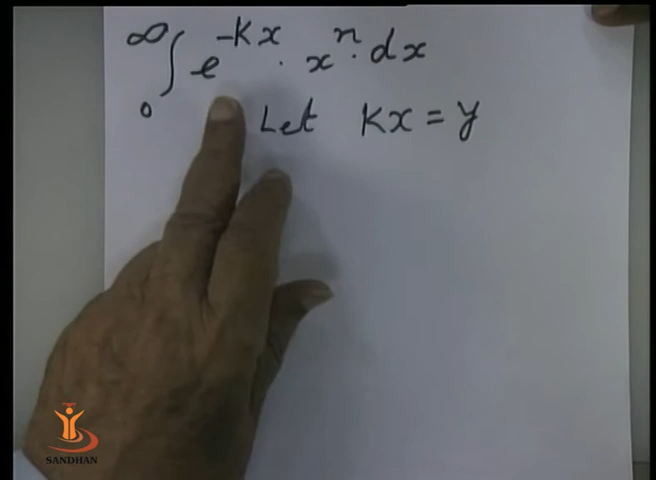 ∞∫₀ e^{-Kx} · x^n · dx
Let Kx = y
SANDHAN